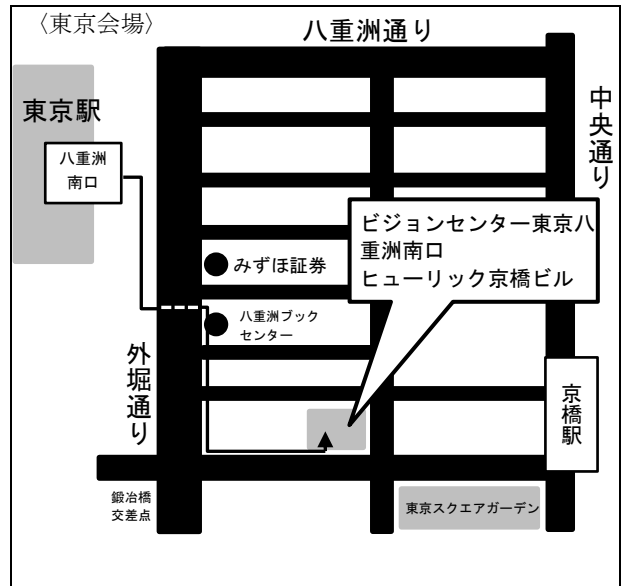 〈東京会場〉
八重洲通り
東京駅
中央通り
八重洲
南口
ビジョンセンター東京八
重洲南口
ヒューリック京橋ビル
みずほ証券
八重洲ブック
センター
外堀通り
京橋駅
鍛冶橋
交差点
東京スクエアガーデン